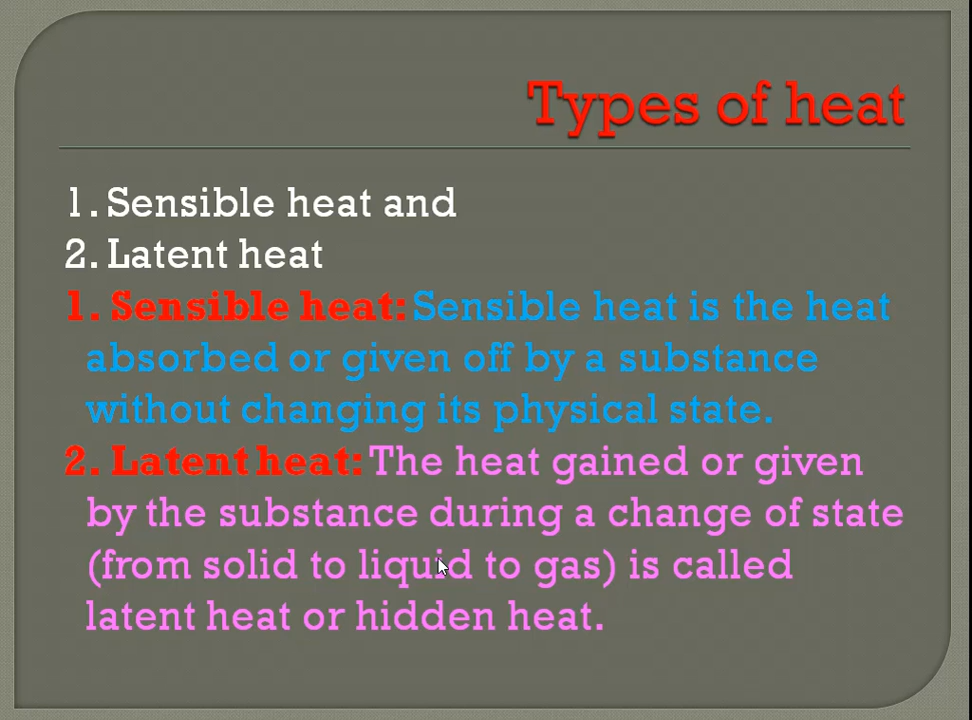 Types of heat
1. Sensible heat and
2. Latent heat
1. Sensible heat: Sensible heat is the heat
absorbed or given off by a substance
without changing its physical state.
2. Latent heat: The heat gained or given
by the substance during a change of state
(from solid to liquid to gas) is called
latent heat or hidden heat.